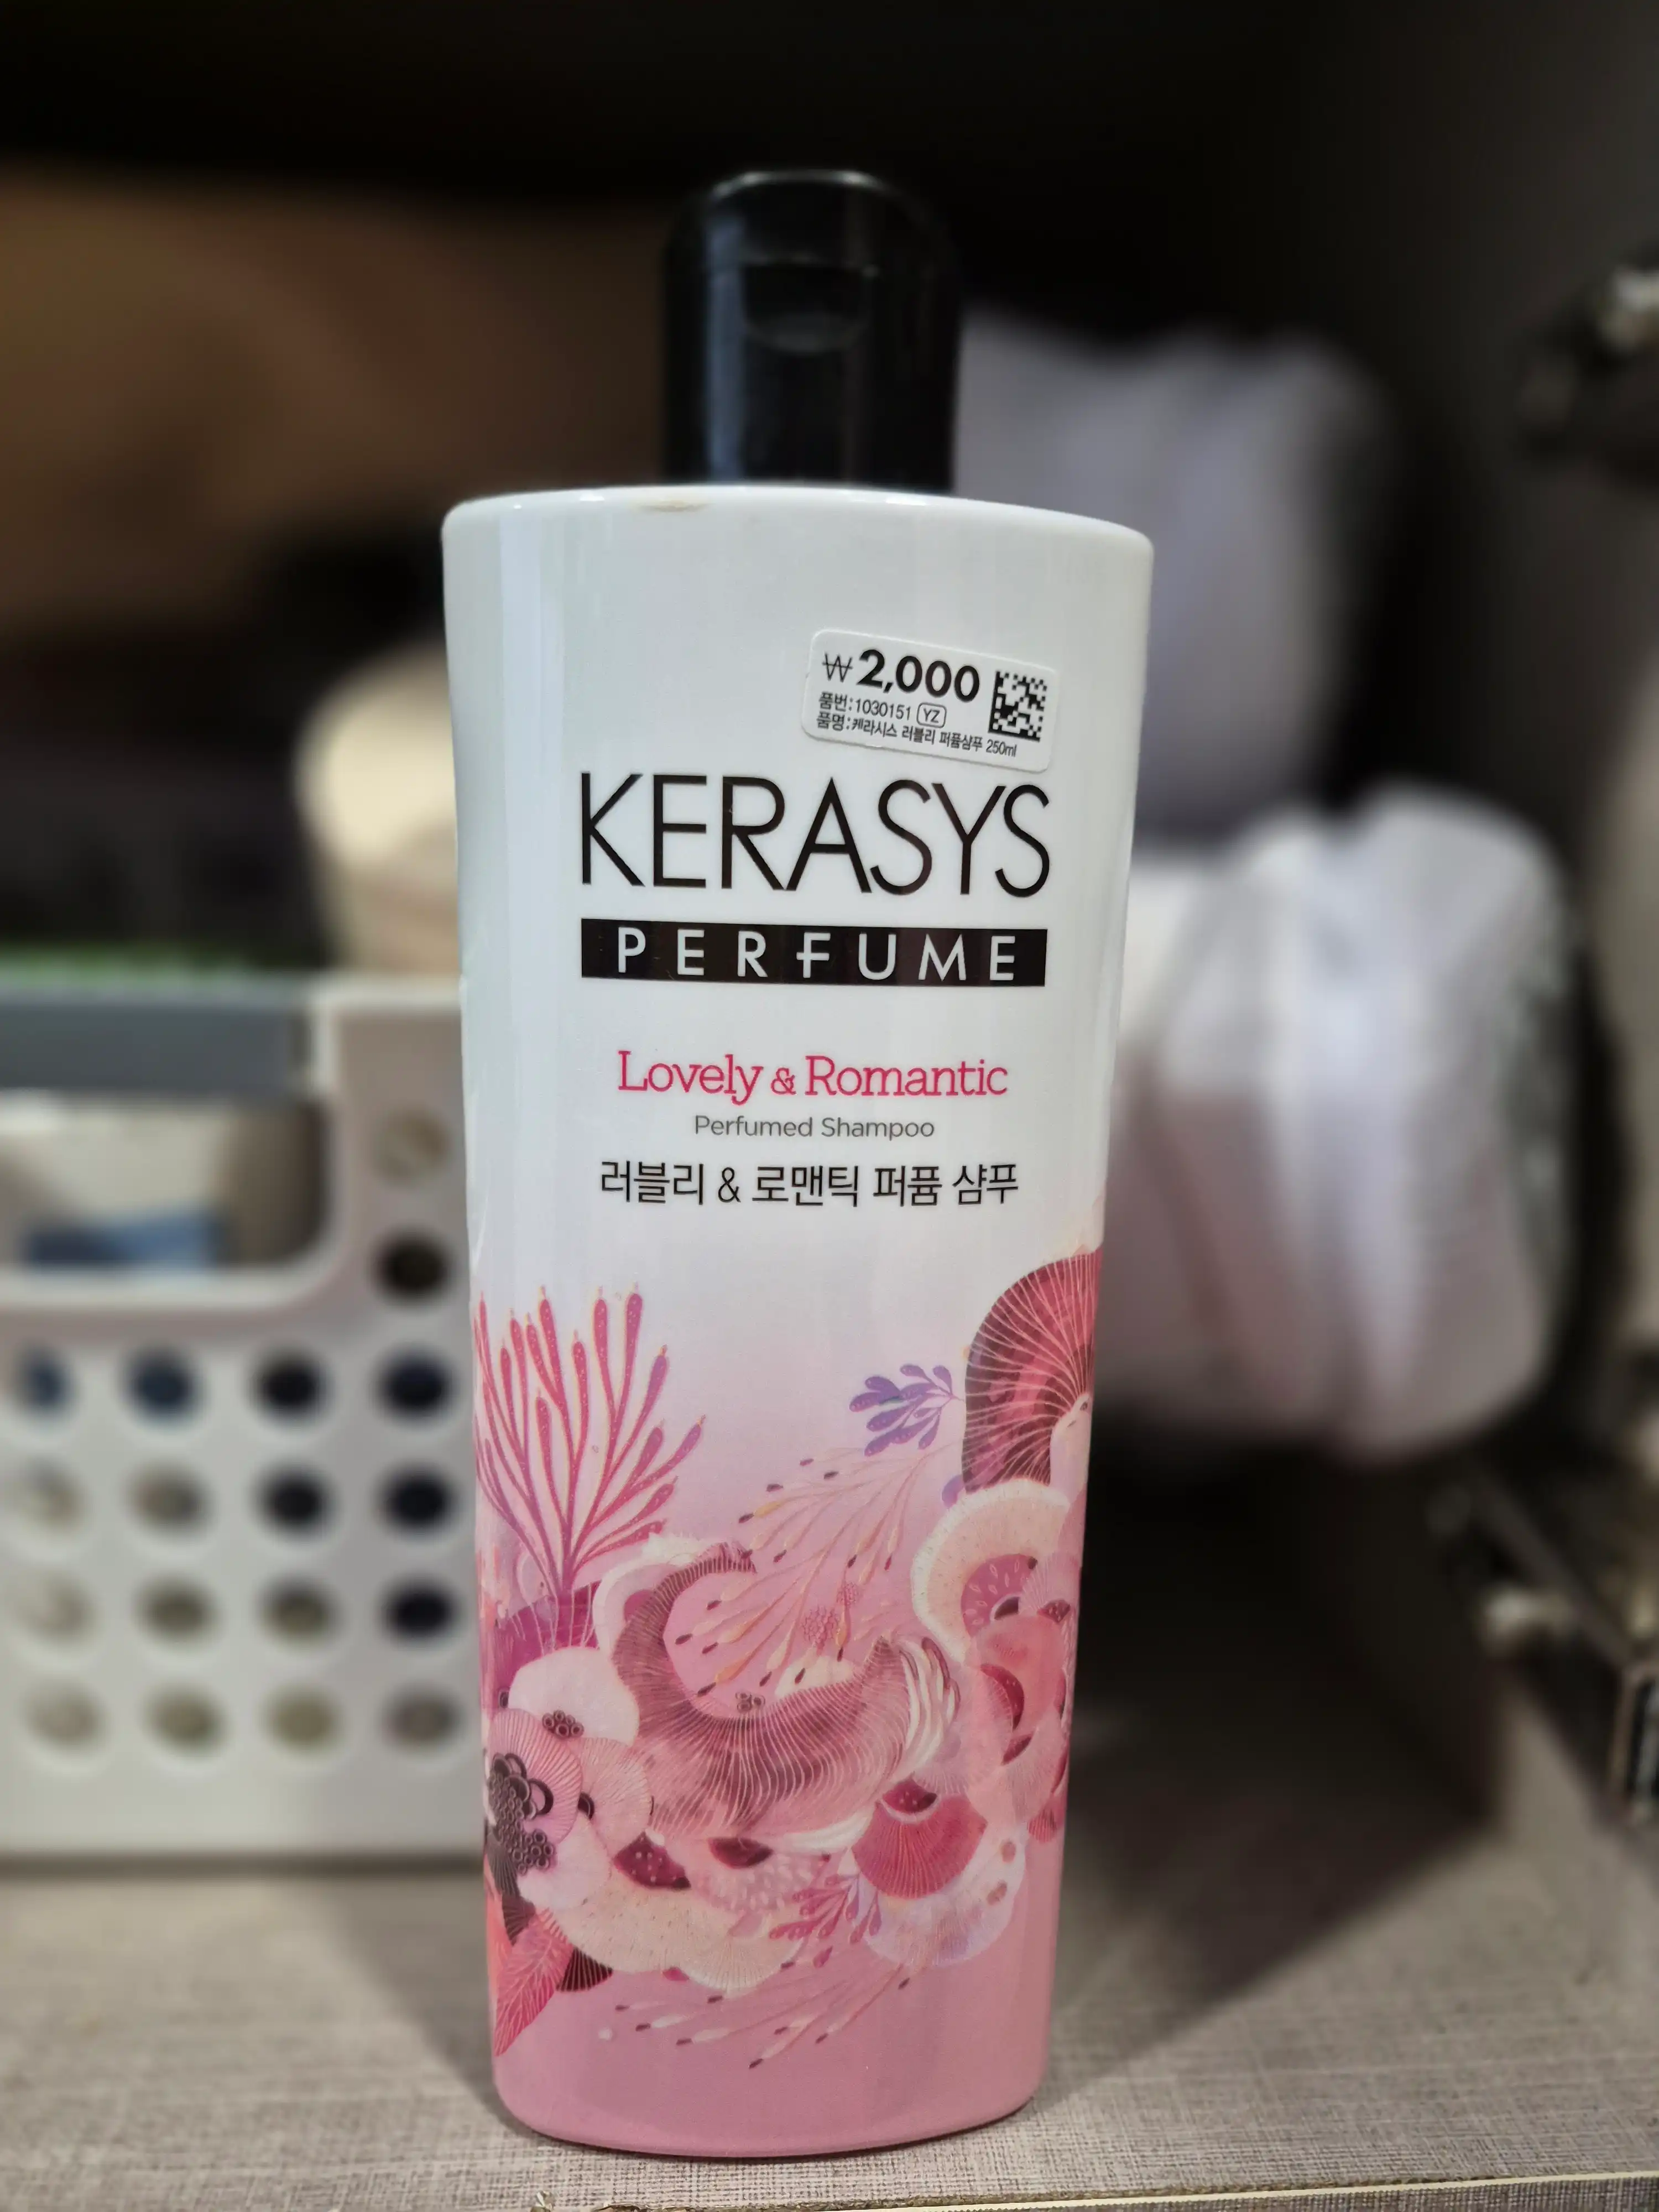 ₩2,000
품번:1030151 YZ
품명:케라시스 러블리 퍼퓸샴푸 250ml
KERASYS
PERFUME
Lovely & Romantic
Perfumed Shampoo
러블리 & 로맨틱 퍼퓸 샴푸